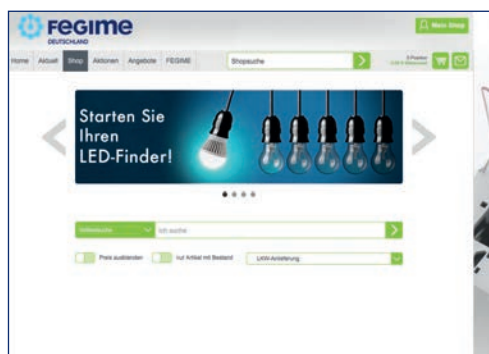 FEGIME
DEUTSCHLAND
Mein Shop
Home Aktuell Shop Aktionen Angebote FEGIME
Shopsuche
Starten Sie
Ihren
LED-Finder!
Ich suche
Preis ausblenden
nur Artikel mit Bestand
LKW-Anlieferung